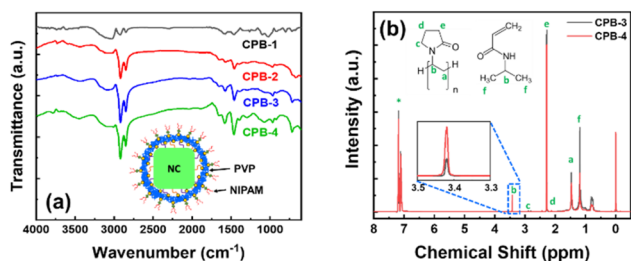 Transmittance (a.u.)
CPB-1
CPB-2
CPB-3
CPB-4
NC
PVP
NIPAM
(a)
4000 3500 3000 2500 2000 1500 1000
Wavenumber (cm-1)
(b)
Intensity (a.u.)
CPB-3
CPB-4
d e
c
N O
H b a H
n
CH2
O
NH
H3C b CH3
f f
e
*
3.5 3.4 3.3
b
c
d
a
f
8 7 6 5 4 3 2 1 0
Chemical Shift (ppm)